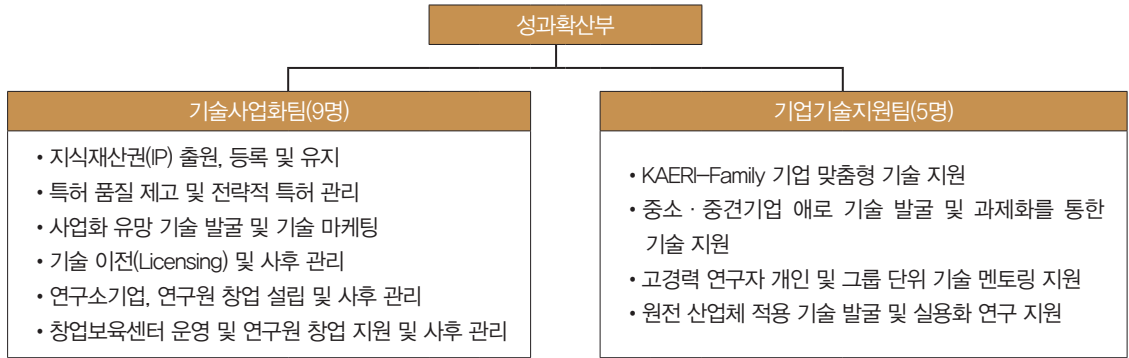 성과확산부
기술사업화팀(9명)
• 지식재산권(IP) 출원, 등록 및 유지
• 특허 품질 제고 및 전략적 특허 관리
• 사업화 유망 기술 발굴 및 기술 마케팅
• 기술 이전(Licensing) 및 사후 관리
• 연구소기업, 연구원 창업 설립 및 사후 관리
• 창업보육센터 운영 및 연구원 창업 지원 및 사후 관리
기업기술지원팀(5명)
• KAERI-Family 기업 맞춤형 기술 지원
• 중소 · 중견기업 애로 기술 발굴 및 과제화를 통한
기술 지원
• 고경력 연구자 개인 및 그룹 단위 기술 멘토링 지원
• 원전 산업체 적용 기술 발굴 및 실용화 연구 지원